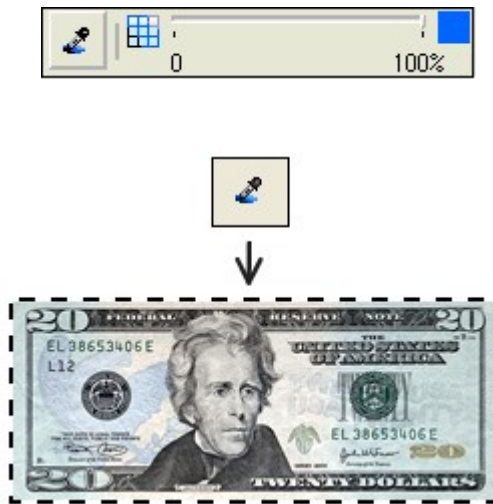 0 100%
20 FEDERAL RESERVE NOTE 20
THE
UNITED STATES
OF AMERICA
EL 38653406 E
L12
EL 38653406 E
20
20 TWENTY DOLLARS